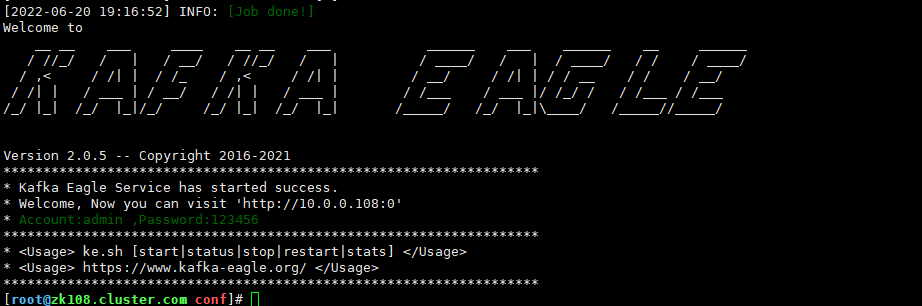 [2022-06-20 19:16:52] INFO: [Job done!]
Welcome to
KAFKA EAGLE
Version 2.0.5 -- Copyright 2016-2021
*******************************************************************
* Kafka Eagle Service has started success.
* Welcome, Now you can visit 'http://10.0.0.108:0'
* Account:admin ,Password:123456
*******************************************************************
* <Usage> ke.sh [start|status|stop|restart|stats] </Usage>
* <Usage> https://www.kafka-eagle.org/ </Usage>
*******************************************************************
[root@zk108.cluster.com conf]#